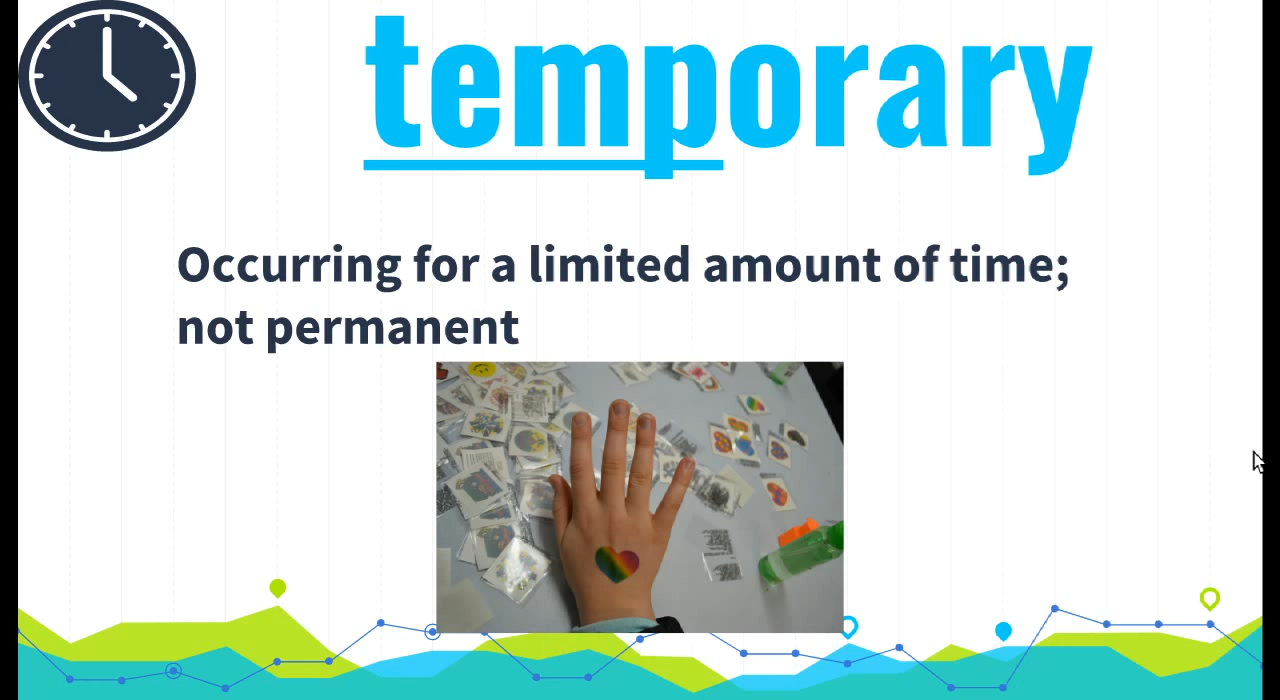 temporary
Occurring for a limited amount of time;
not permanent